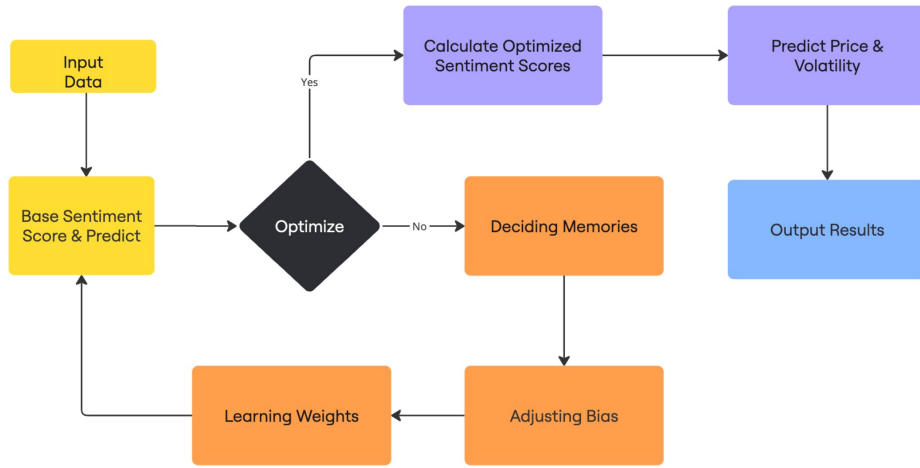 Input
Data
Base Sentiment
Score & Predict
Optimize
Yes
Calculate Optimized
Sentiment Scores
Predict Price &
Volatility
Output Results
No
Deciding Memories
Adjusting Bias
Learning Weights